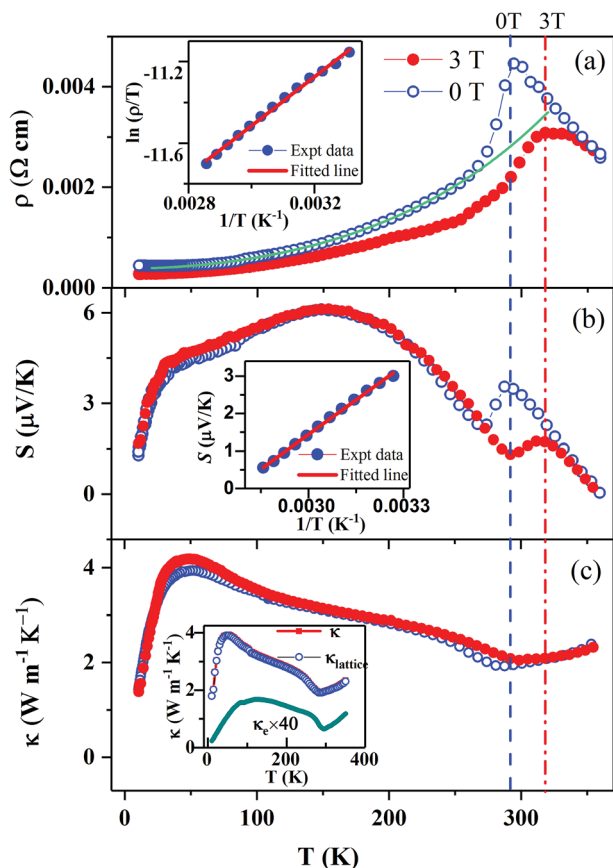 0T 3T
(a)
3 T
0 T
ρ (Ω cm)
0.004
0.002
0.000
ln (ρ/T)
-11.2
-11.6
Expt data
Fitted line
0.0028 0.0032
1/T (K⁻¹)
(b)
S (μV/K)
6
3
0
S (μV/K)
3
2
1
0
Expt data
Fitted line
0.0030 0.0033
1/T (K⁻¹)
(c)
κ (W m⁻¹ K⁻¹)
4
2
0
κ (W m⁻¹ K⁻¹)
4
2
0
κ
κlattice
κe×40
0 200 400
T (K)
0 100 200 300
T (K)